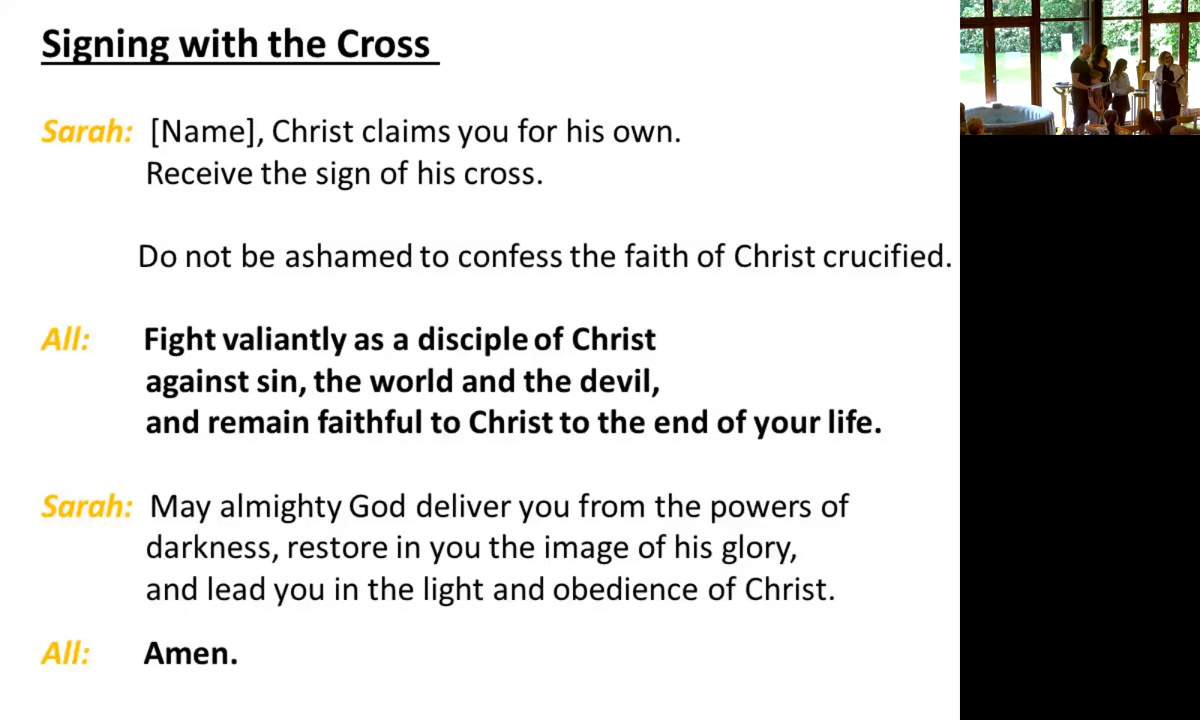 Signing with the Cross
Sarah: [Name], Christ claims you for his own.
Receive the sign of his cross.
Do not be ashamed to confess the faith of Christ crucified.
All: Fight valiantly as a disciple of Christ
against sin, the world and the devil,
and remain faithful to Christ to the end of your life.
Sarah: May almighty God deliver you from the powers of
darkness, restore in you the image of his glory,
and lead you in the light and obedience of Christ.
All: Amen.